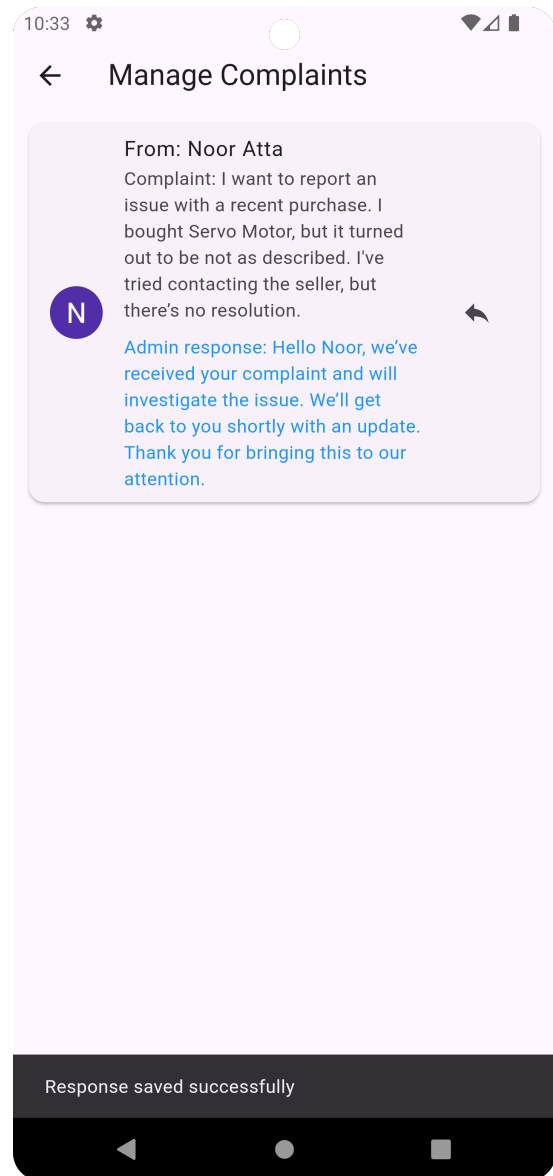 10:33
Manage Complaints
From: Noor Atta
Complaint: I want to report an
issue with a recent purchase. I
bought Servo Motor, but it turned
out to be not as described. I've
tried contacting the seller, but
there’s no resolution.
N
Admin response: Hello Noor, we’ve
received your complaint and will
investigate the issue. We’ll get
back to you shortly with an update.
Thank you for bringing this to our
attention.
Response saved successfully